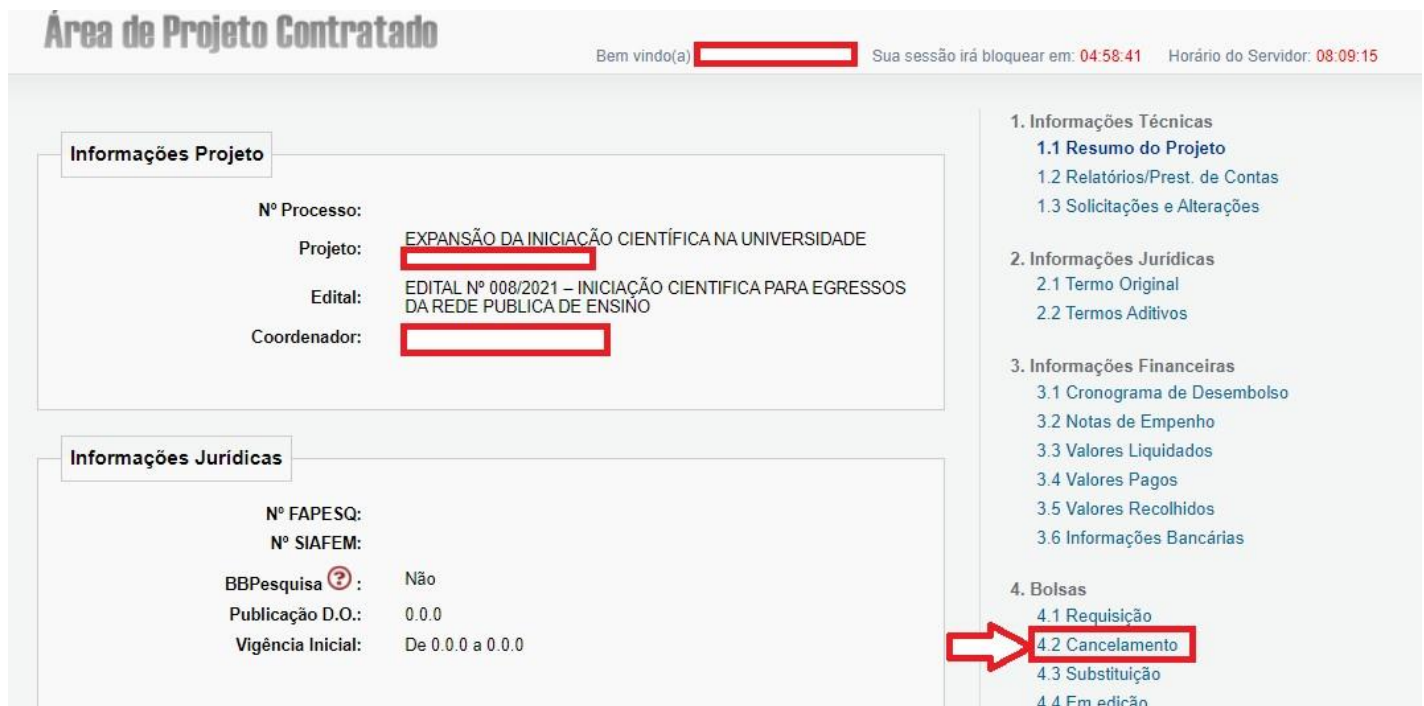 Área de Projeto Contratado
Bem vindo(a) Sua sessão irá bloquear em: 04:58:41 Horário do Servidor: 08:09:15
Informações Projeto
Nº Processo:
Projeto: EXPANSÃO DA INICIAÇÃO CIENTÍFICA NA UNIVERSIDADE
Edital: EDITAL Nº 008/2021 – INICIAÇÃO CIENTIFICA PARA EGRESSOS
DA REDE PUBLICA DE ENSINO
Coordenador:
Informações Jurídicas
Nº FAPESQ:
Nº SIAFEM:
BBPesquisa ? : Não
Publicação D.O.: 0.0.0
Vigência Inicial: De 0.0.0 a 0.0.0
1. Informações Técnicas
1.1 Resumo do Projeto
1.2 Relatórios/Prest. de Contas
1.3 Solicitações e Alterações
2. Informações Jurídicas
2.1 Termo Original
2.2 Termos Aditivos
3. Informações Financeiras
3.1 Cronograma de Desembolso
3.2 Notas de Empenho
3.3 Valores Liquidados
3.4 Valores Pagos
3.5 Valores Recolhidos
3.6 Informações Bancárias
4. Bolsas
4.1 Requisição
4.2 Cancelamento
4.3 Substituição
4.4 Em edição